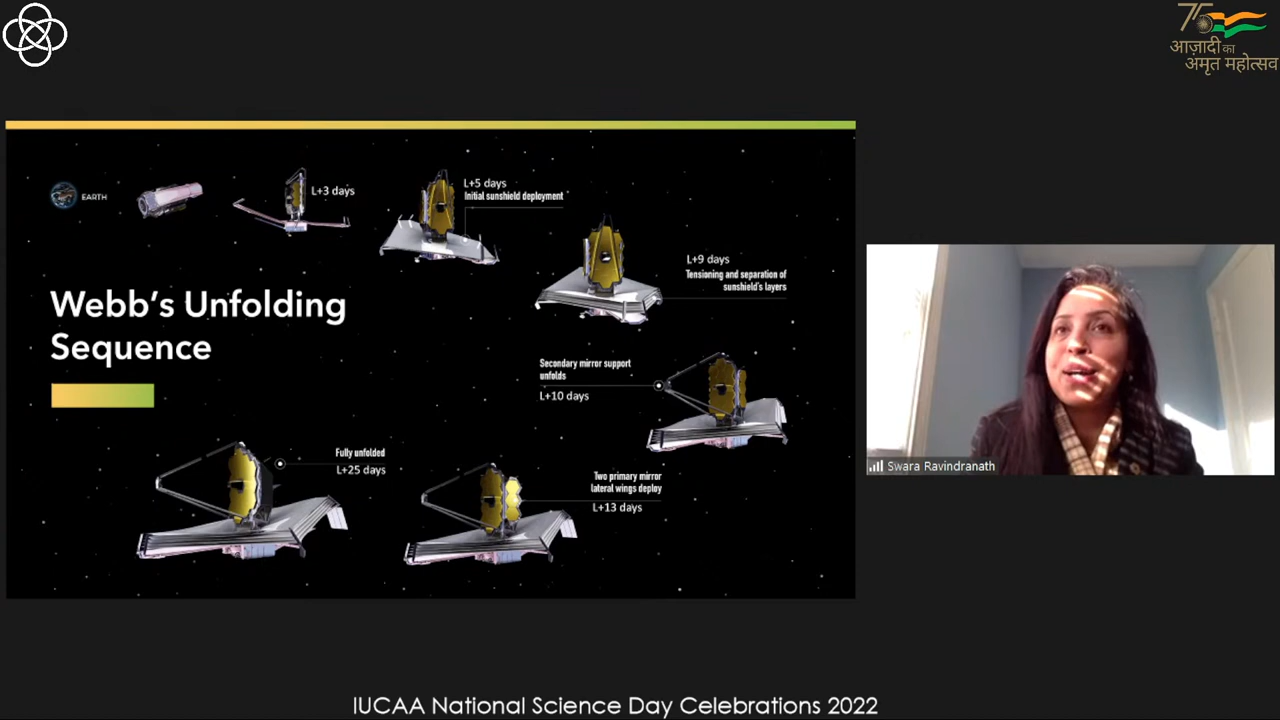 75
आज़ादी का
अमृत महोत्सव
EARTH
L+3 days
L+5 days
Initial sunshield deployment
L+9 days
Tensioning and separation of
sunshield's layers
Webb's Unfolding
Sequence
Secondary mirror support
unfolds
L+10 days
Fully unfolded
L+25 days
Two primary mirror
lateral wings deploy
L+13 days
Swara Ravindranath
IUCAA National Science Day Celebrations 2022